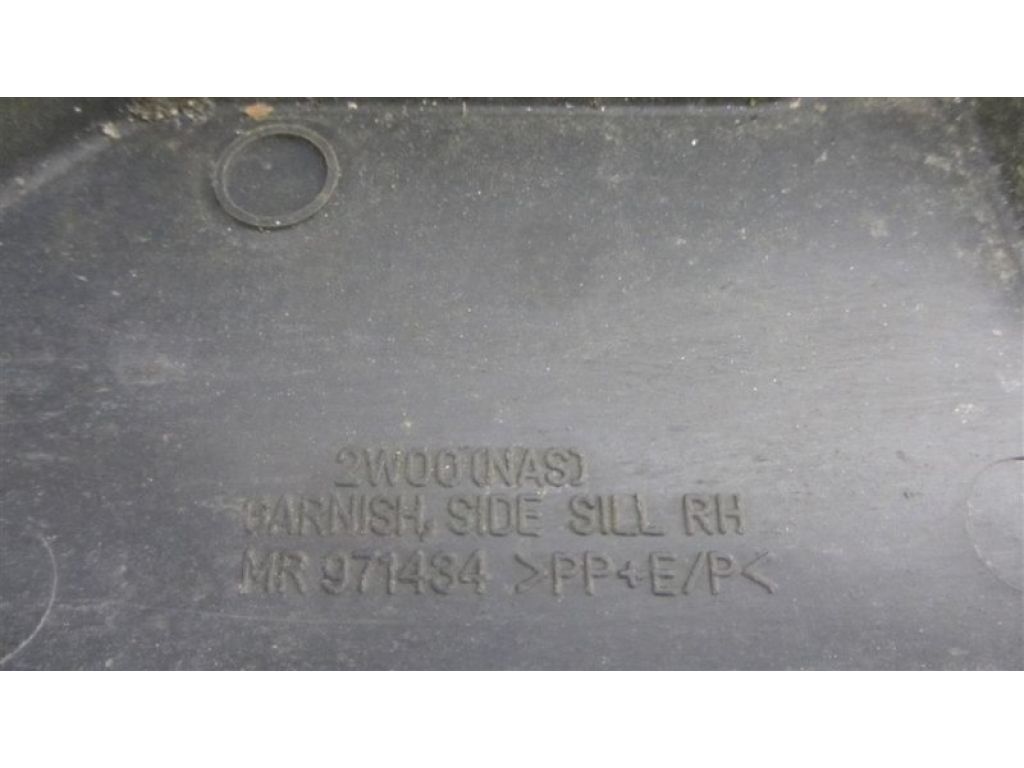 2W00(NAS)
GARNISH, SIDE SILL RH
MR 971434 >PP+E/P<